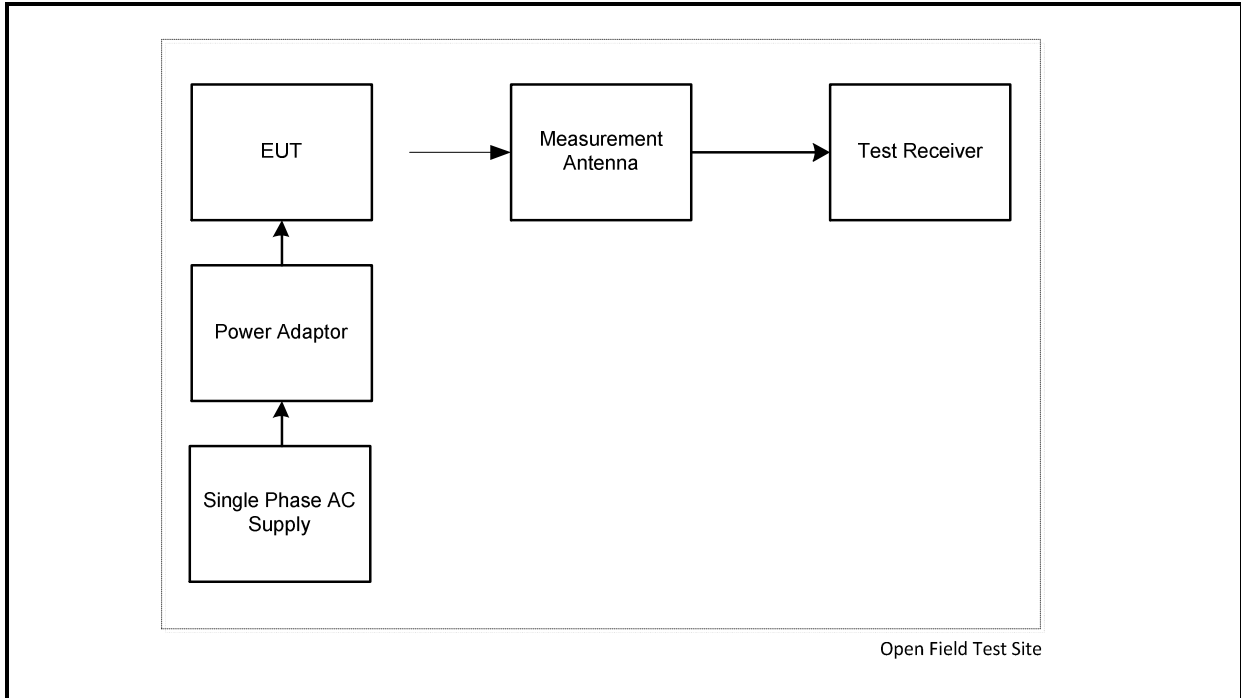 EUT
Measurement
Antenna
Test Receiver
Power Adaptor
Single Phase AC
Supply
Open Field Test Site